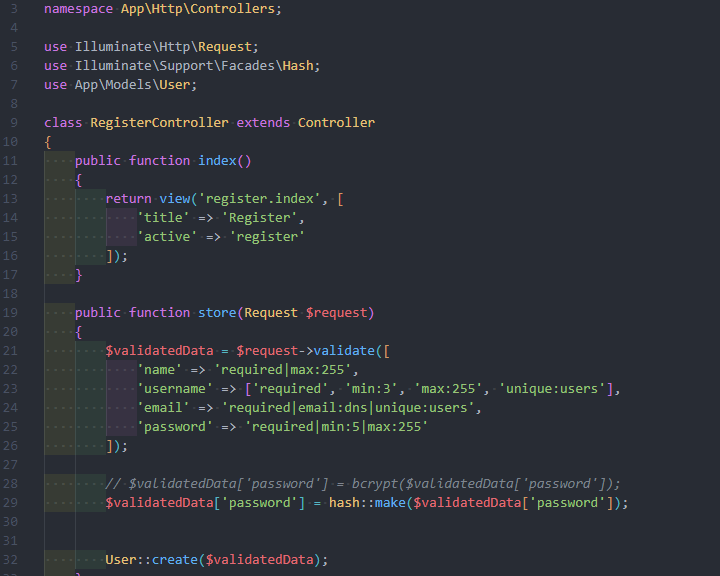 3 namespace App\Http\Controllers;
4
5 use Illuminate\Http\Request;
6 use Illuminate\Support\Facades\Hash;
7 use App\Models\User;
8
9 class RegisterController extends Controller
10 {
11 public function index()
12 {
13 return view('register.index', [
14 'title' => 'Register',
15 'active' => 'register'
16 ]);
17 }
18
19 public function store(Request $request)
20 {
21 $validatedData = $request->validate([
22 'name' => 'required|max:255',
23 'username' => ['required', 'min:3', 'max:255', 'unique:users'],
24 'email' => 'required|email:dns|unique:users',
25 'password' => 'required|min:5|max:255'
26 ]);
27
28 // $validatedData['password'] = bcrypt($validatedData['password']);
29 $validatedData['password'] = hash::make($validatedData['password']);
30
31
32 User::create($validatedData);
33 }